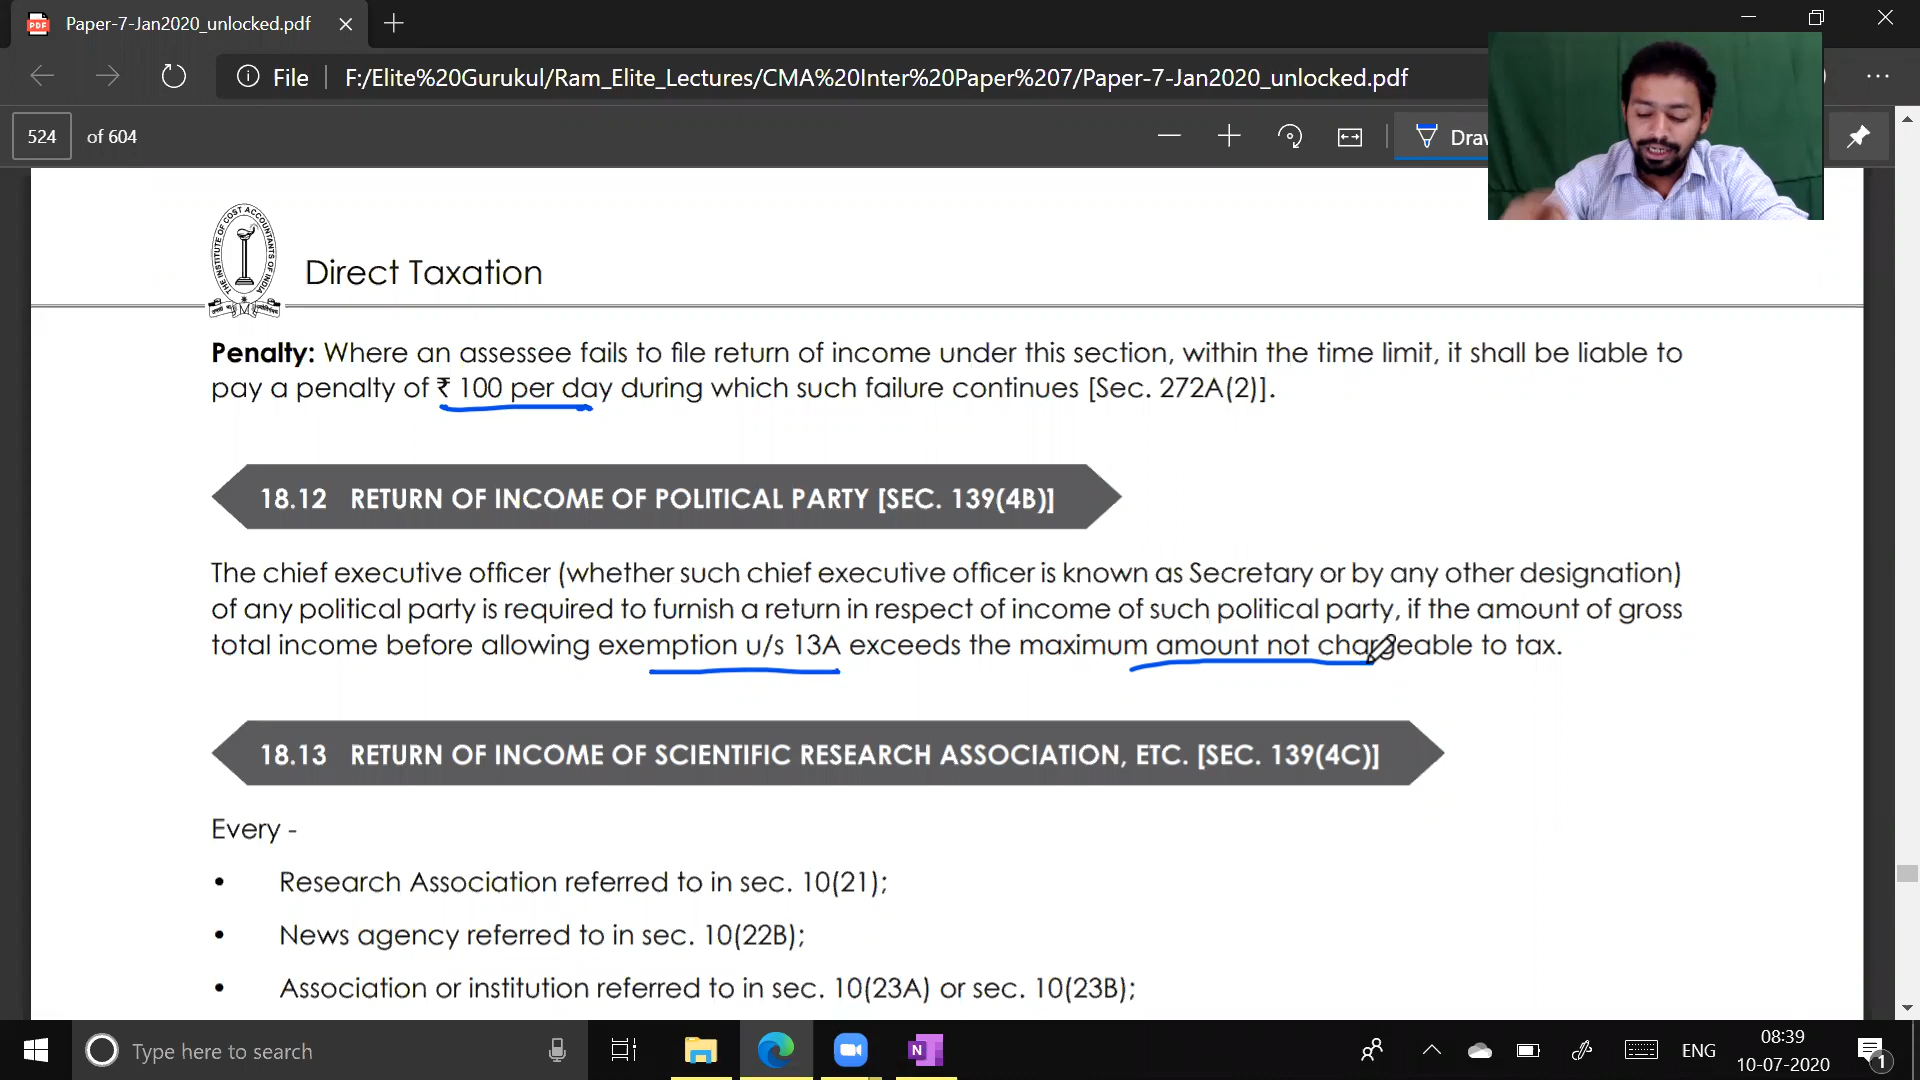 Paper-7-Jan2020_unlocked.pdf
File
F:/Elite%20Gurukul/Ram_Elite_Lectures/CMA%20Inter%20Paper%207/Paper-7-Jan2020_unlocked.pdf
524 of 604
Draw
THE INSTITUTE OF COST ACCOUNTANTS OF INDIA
Direct Taxation
Penalty: Where an assessee fails to file return of income under this section, within the time limit, it shall be liable to
pay a penalty of ₹ 100 per day during which such failure continues [Sec. 272A(2)].
18.12 RETURN OF INCOME OF POLITICAL PARTY [SEC. 139(4B)]
The chief executive officer (whether such chief executive officer is known as Secretary or by any other designation)
of any political party is required to furnish a return in respect of income of such political party, if the amount of gross
total income before allowing exemption u/s 13A exceeds the maximum amount not chargeable to tax.
18.13 RETURN OF INCOME OF SCIENTIFIC RESEARCH ASSOCIATION, ETC. [SEC. 139(4C)]
Every -
• Research Association referred to in sec. 10(21);
• News agency referred to in sec. 10(22B);
• Association or institution referred to in sec. 10(23A) or sec. 10(23B);
Type here to search
ENG
08:39
10-07-2020
1